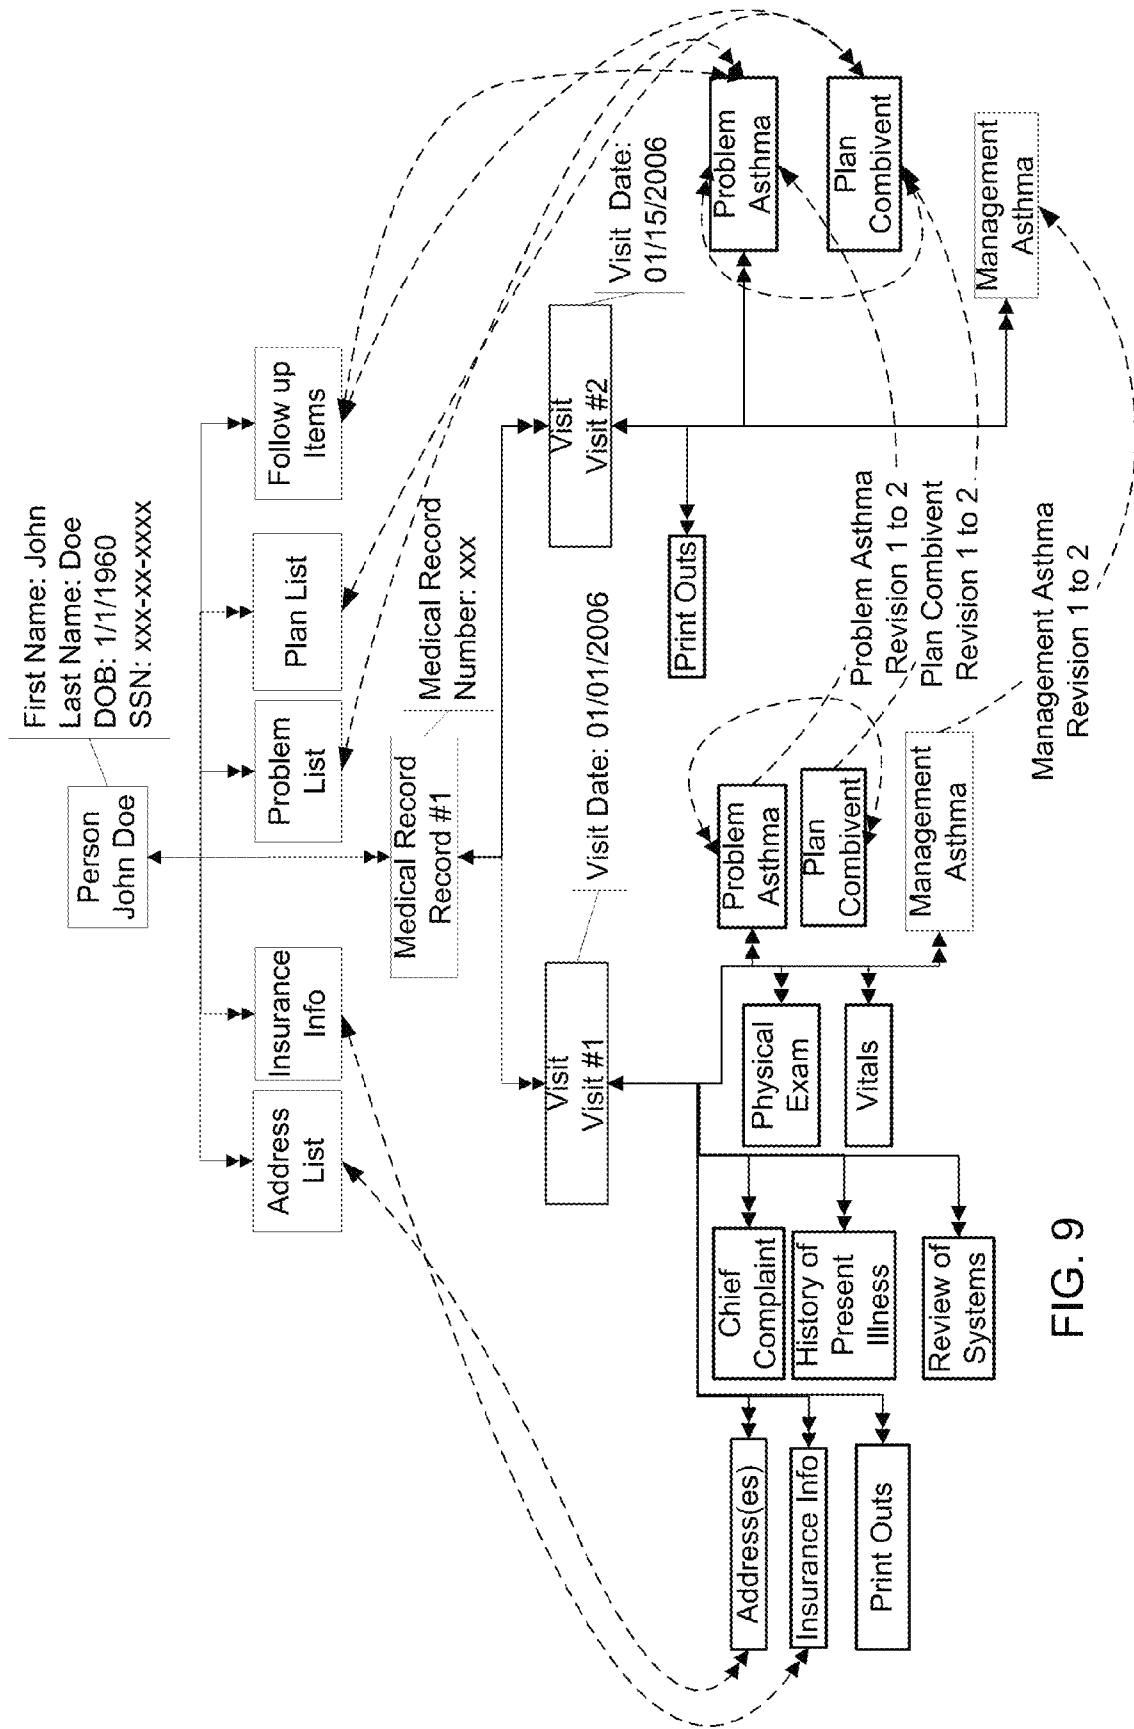 First Name: John
Last Name: Doe
DOB: 1/1/1960
SSN: xxx-xx-xxxx
Person
John Doe
Address
List
Insurance
Info
Problem
List
Plan List
Follow up
Items
Medical Record
Record #1
Medical Record
Number: xxx
Visit
Visit #1
Visit Date: 01/01/2006
Visit
Visit #2
Visit Date:
01/15/2006
Address(es)
Insurance Info
Print Outs
Chief
Complaint
History of
Present
Illness
Review of
Systems
Physical
Exam
Vitals
Problem
Asthma
Plan
Combivent
Management
Asthma
Print Outs
Problem Asthma
Revision 1 to 2
Plan Combivent
Revision 1 to 2
Management Asthma
Revision 1 to 2
Problem
Asthma
Plan
Combivent
Management
Asthma
FIG. 9